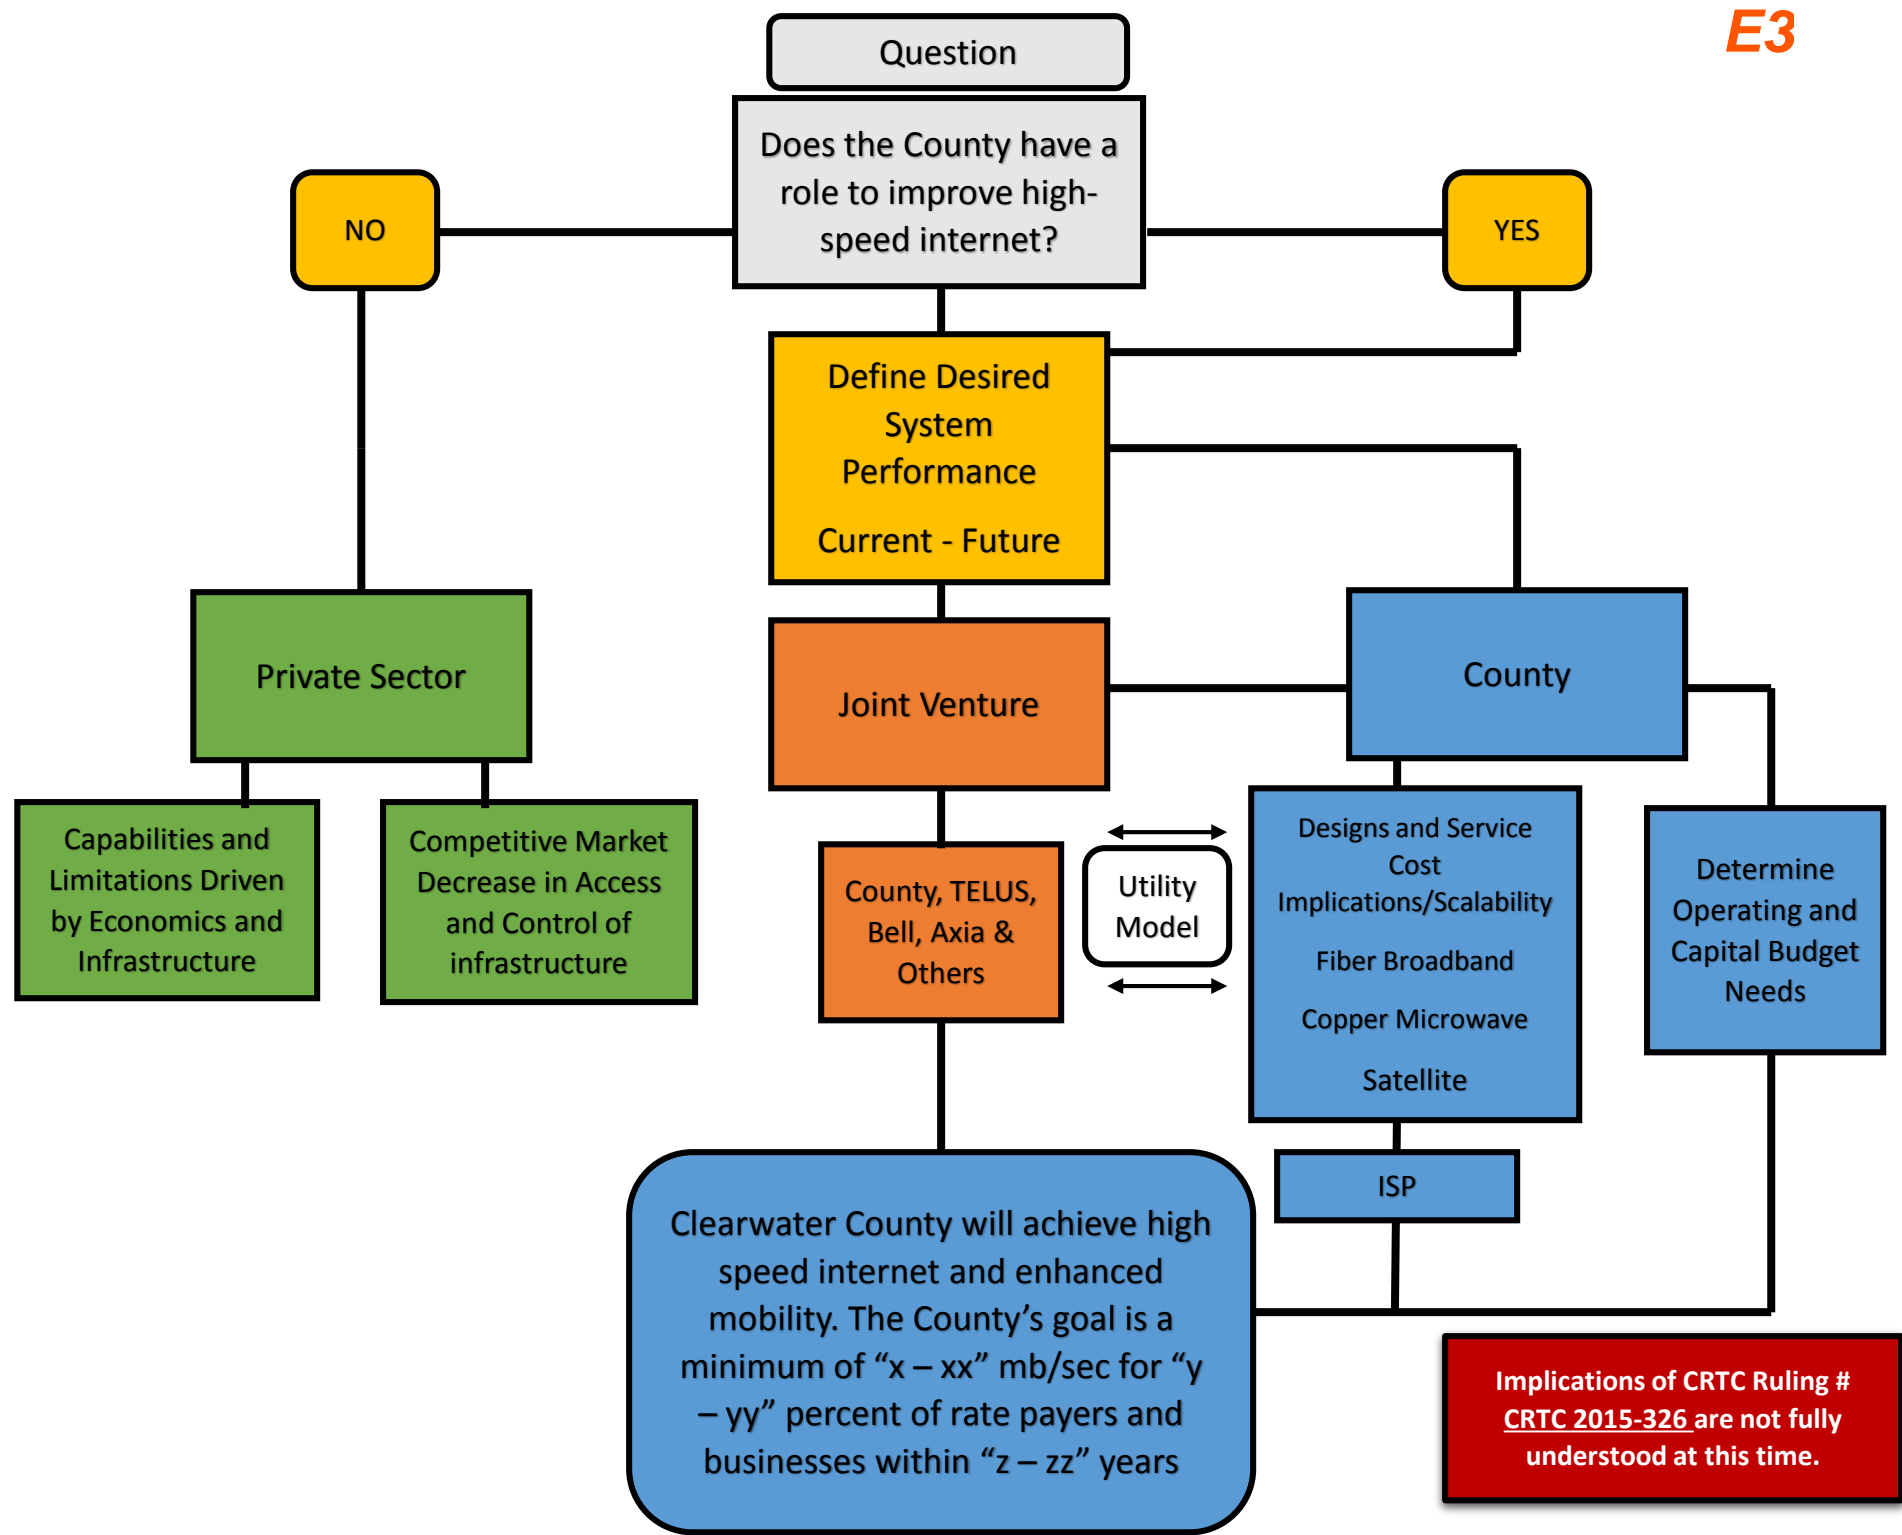 E3
Question
Does the County have a
role to improve high-
speed internet?
NO
YES
Define Desired
System
Performance
Current - Future
Private Sector
Joint Venture
County
Capabilities and
Limitations Driven
by Economics and
Infrastructure
Competitive Market
Decrease in Access
and Control of
infrastructure
County, TELUS,
Bell, Axia &
Others
Utility
Model
Designs and Service
Cost
Implications/Scalability
Fiber Broadband
Copper Microwave
Satellite
Determine
Operating and
Capital Budget
Needs
ISP
Clearwater County will achieve high
speed internet and enhanced
mobility. The County’s goal is a
minimum of “x – xx” mb/sec for “y
– yy” percent of rate payers and
businesses within “z – zz” years
Implications of CRTC Ruling #
CRTC 2015-326 are not fully
understood at this time.